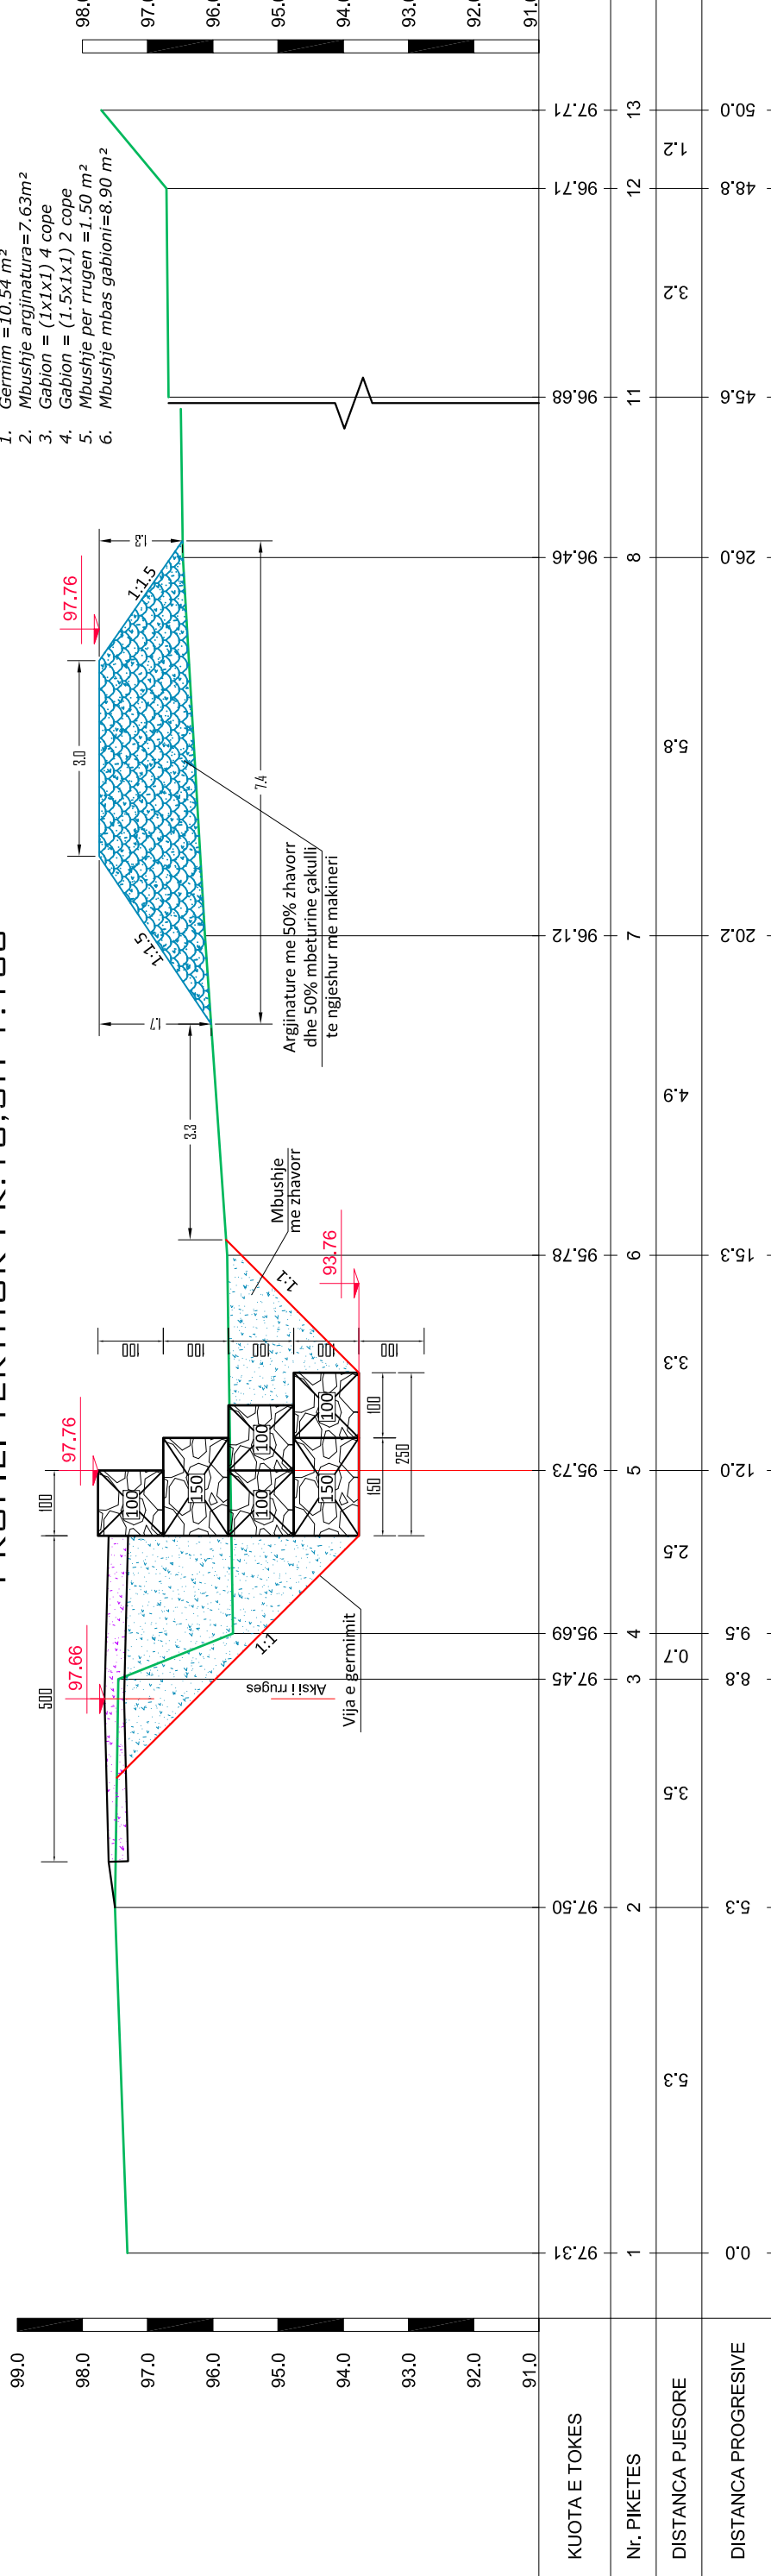 1. Germim =10.54 m²
2. Mbushje argjinatura=7.63m²
3. Gabion = (1x1x1) 4 cope
4. Gabion = (1.5x1x1) 2 cope
5. Mbushje per rrugen =1.50 m²
6. Mbushje mbas gabioni=8.90 m²
99.0
98.0
97.0
96.0
95.0
94.0
93.0
92.0
91.0
500
97.66
100
97.76
100
150
100
100
150
100
100
100
100
100
100
150
100
250
93.76
1:1
1:1
Aksi i rruges
Vija e germimit
Mbushje
me zhavorr
3.3
1.7
1:1.5
3.0
97.76
1:1.5
1.3
7.4
Argjinature me 50% zhavorr
dhe 50% mbeturine çakulli
te ngjeshur me makineri
KUOTA E TOKES 97.31 97.50 97.45 95.69 95.73 95.78 96.12 96.46 96.68 96.71 97.71
Nr. PIKETES 1 2 3 4 5 6 7 8 11 12 13
DISTANCA PJESORE 5.3 3.5 0.7 2.5 3.3 4.9 5.8 3.2 1.2
DISTANCA PROGRESIVE 0.0 5.3 8.8 9.5 12.0 15.3 20.2 26.0 45.6 48.8 50.0